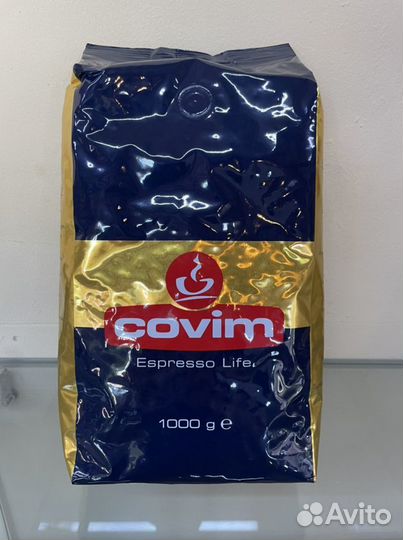 covim
Espresso Life
1000 g ℮
Avito